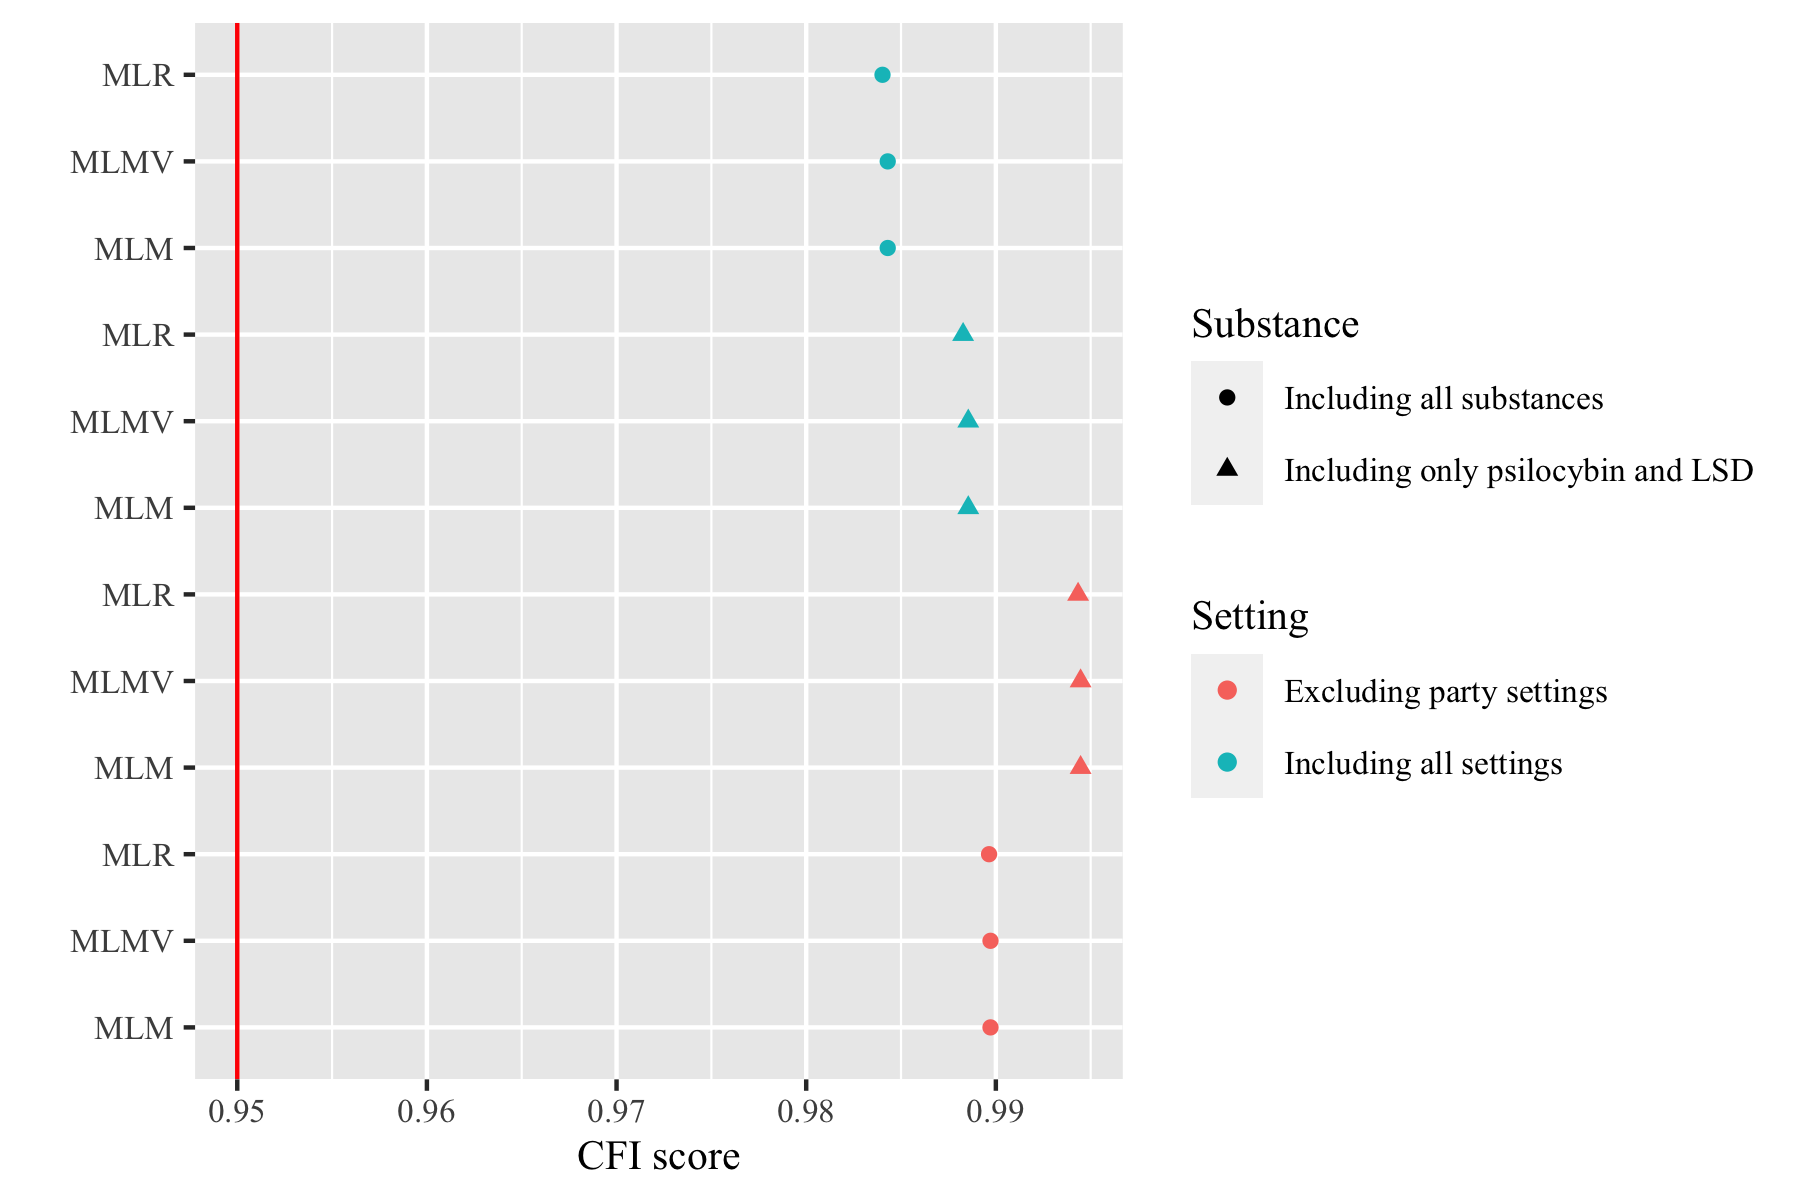 MLR
MLMV
MLM
MLR
MLMV
MLM
MLR
MLMV
MLM
MLR
MLMV
MLM
0.95 0.96 0.97 0.98 0.99
CFI score
Substance
Including all substances
Including only psilocybin and LSD
Setting
Excluding party settings
Including all settings